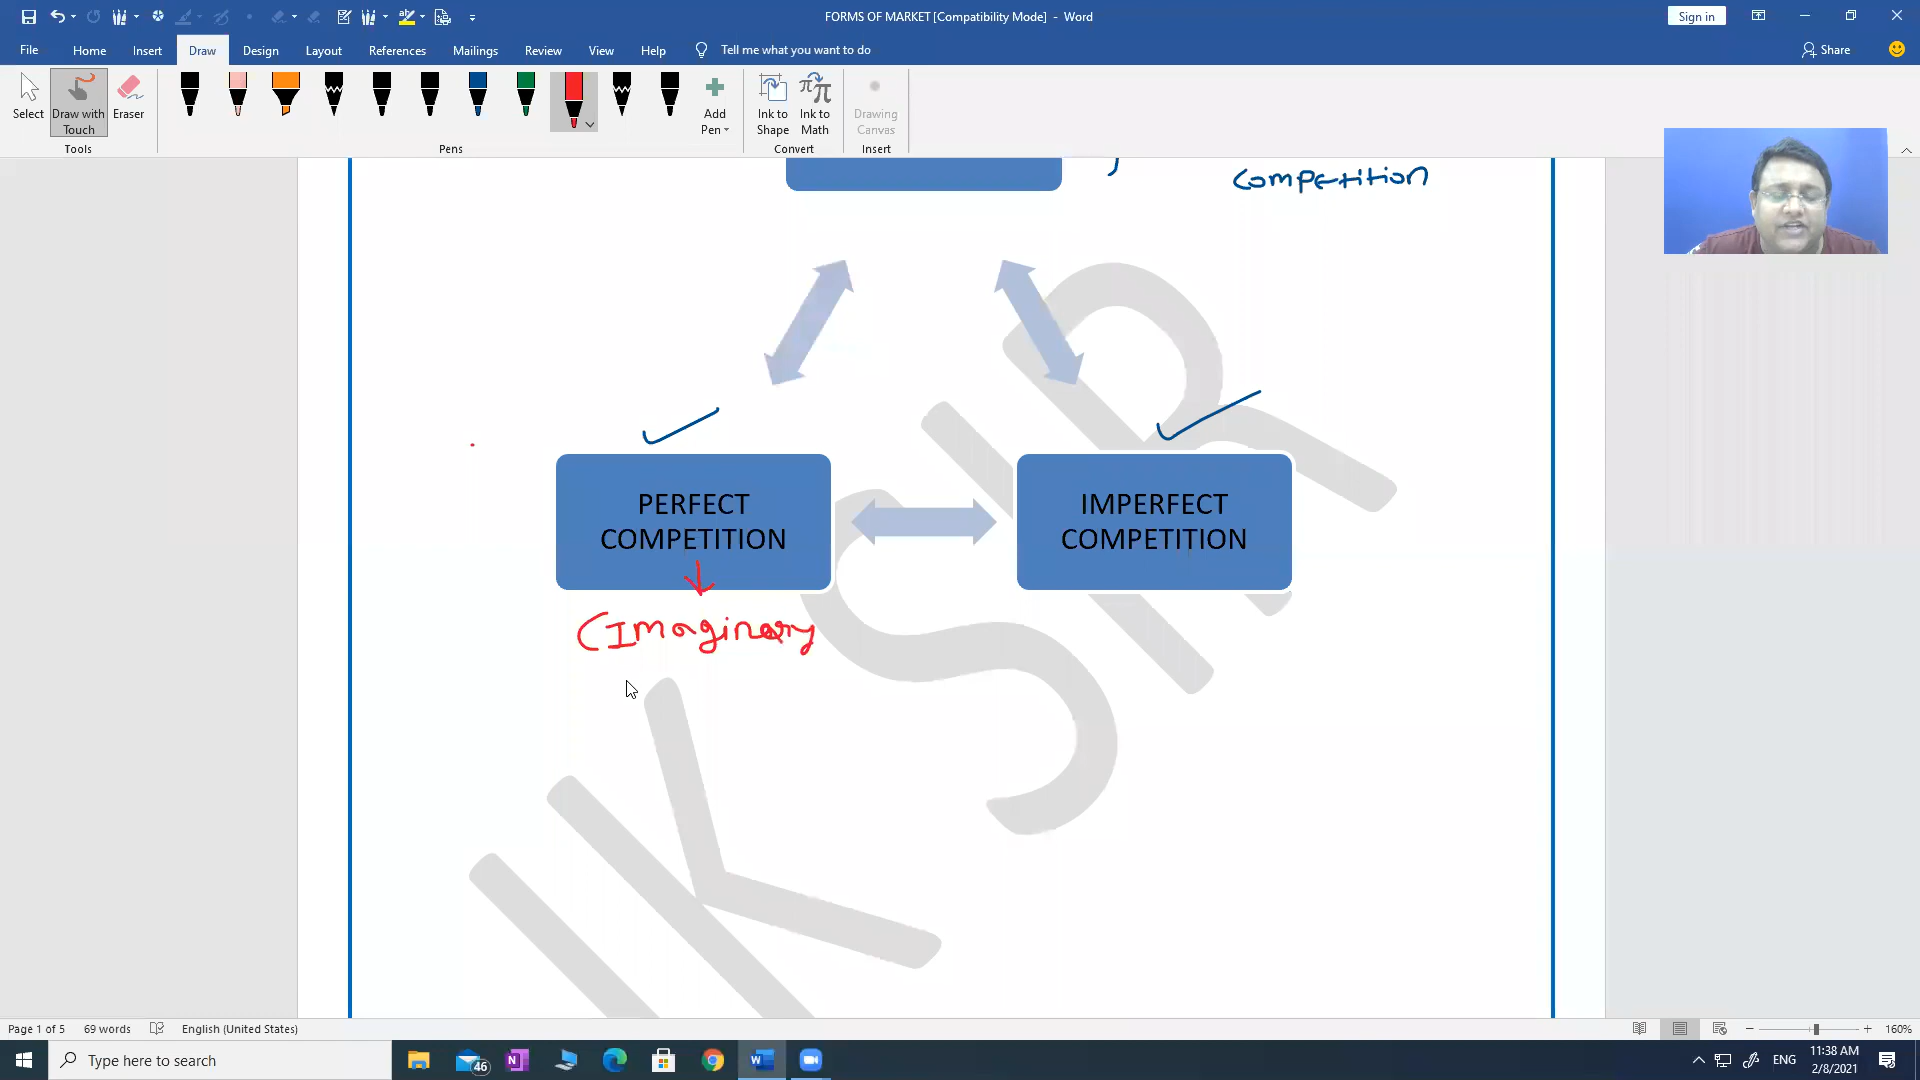 FORMS OF MARKET [Compatibility Mode] - Word
Sign in
File Home Insert Draw Design Layout References Mailings Review View Help Tell me what you want to do
Share
Select
Draw with Touch
Eraser
Add Pen
Ink to Shape
Ink to Math
Drawing Canvas
Tools
Pens
Convert
Insert
competition
PERFECT
COMPETITION
IMPERFECT
COMPETITION
(Imaginary
K SIR
Page 1 of 5 69 words English (United States)
160%
Type here to search
46
ENG
11:38 AM
2/8/2021